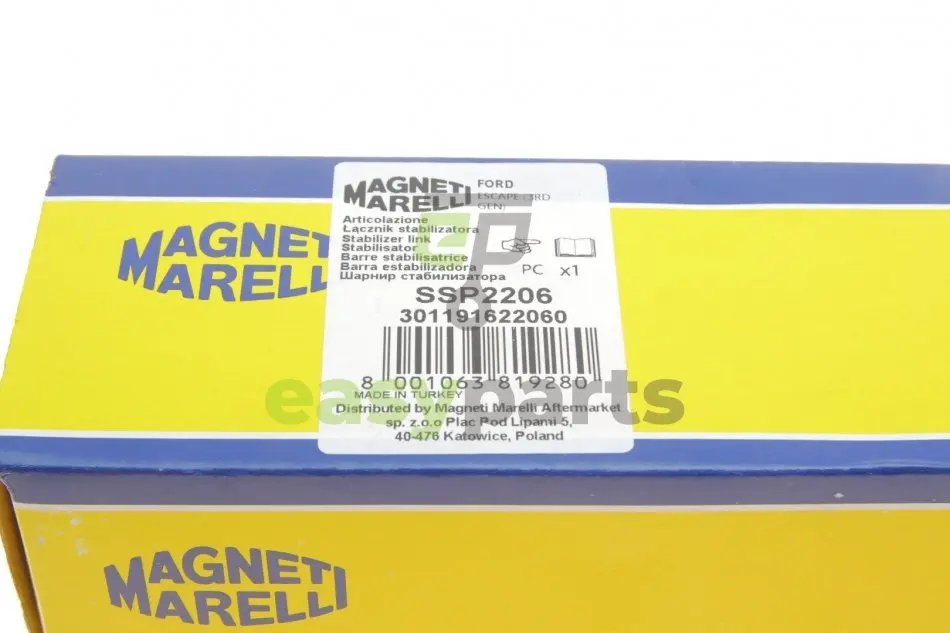 MAGNETI
MARELLI
MAGNETI
MARELLI
FORD
ESCAPE (3RD
GEN)
Articolazione
Łącznik stabilizatora
Stabilizer link
Stabilisator
Barre stabilisatrice
Barra estabilizadora
Шарнир стабилизатора
PC x1
SSP2206
301191622060
8 001063 819280
MADE IN TURKEY
Distributed by Magneti Marelli Aftermarket
sp. z.o.o Plac Pod Lipami 5,
40-476 Katowice, Poland
easyparts
MAGNETI
MARELLI